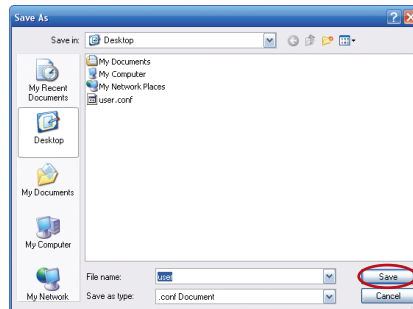 Save As
Save in:
Desktop
My Recent
Documents
Desktop
My Documents
My Computer
My Network
My Documents
My Computer
My Network Places
user.conf
File name:
user
Save
Save as type:
.conf Document
Cancel